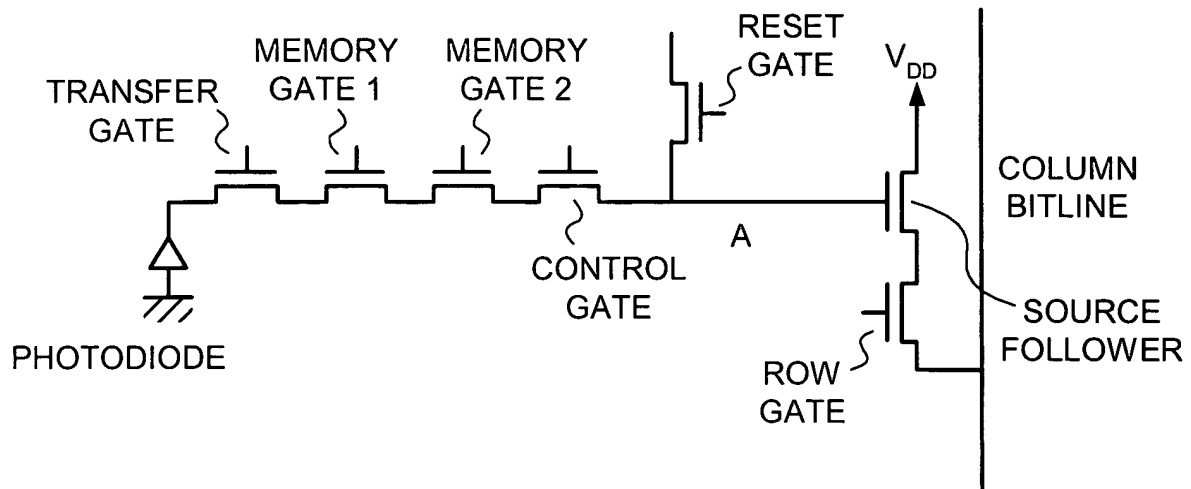 TRANSFER
GATE
MEMORY
GATE 1
MEMORY
GATE 2
RESET
GATE
V_DD
COLUMN
BITLINE
A
CONTROL
GATE
PHOTODIODE
ROW
GATE
SOURCE
FOLLOWER